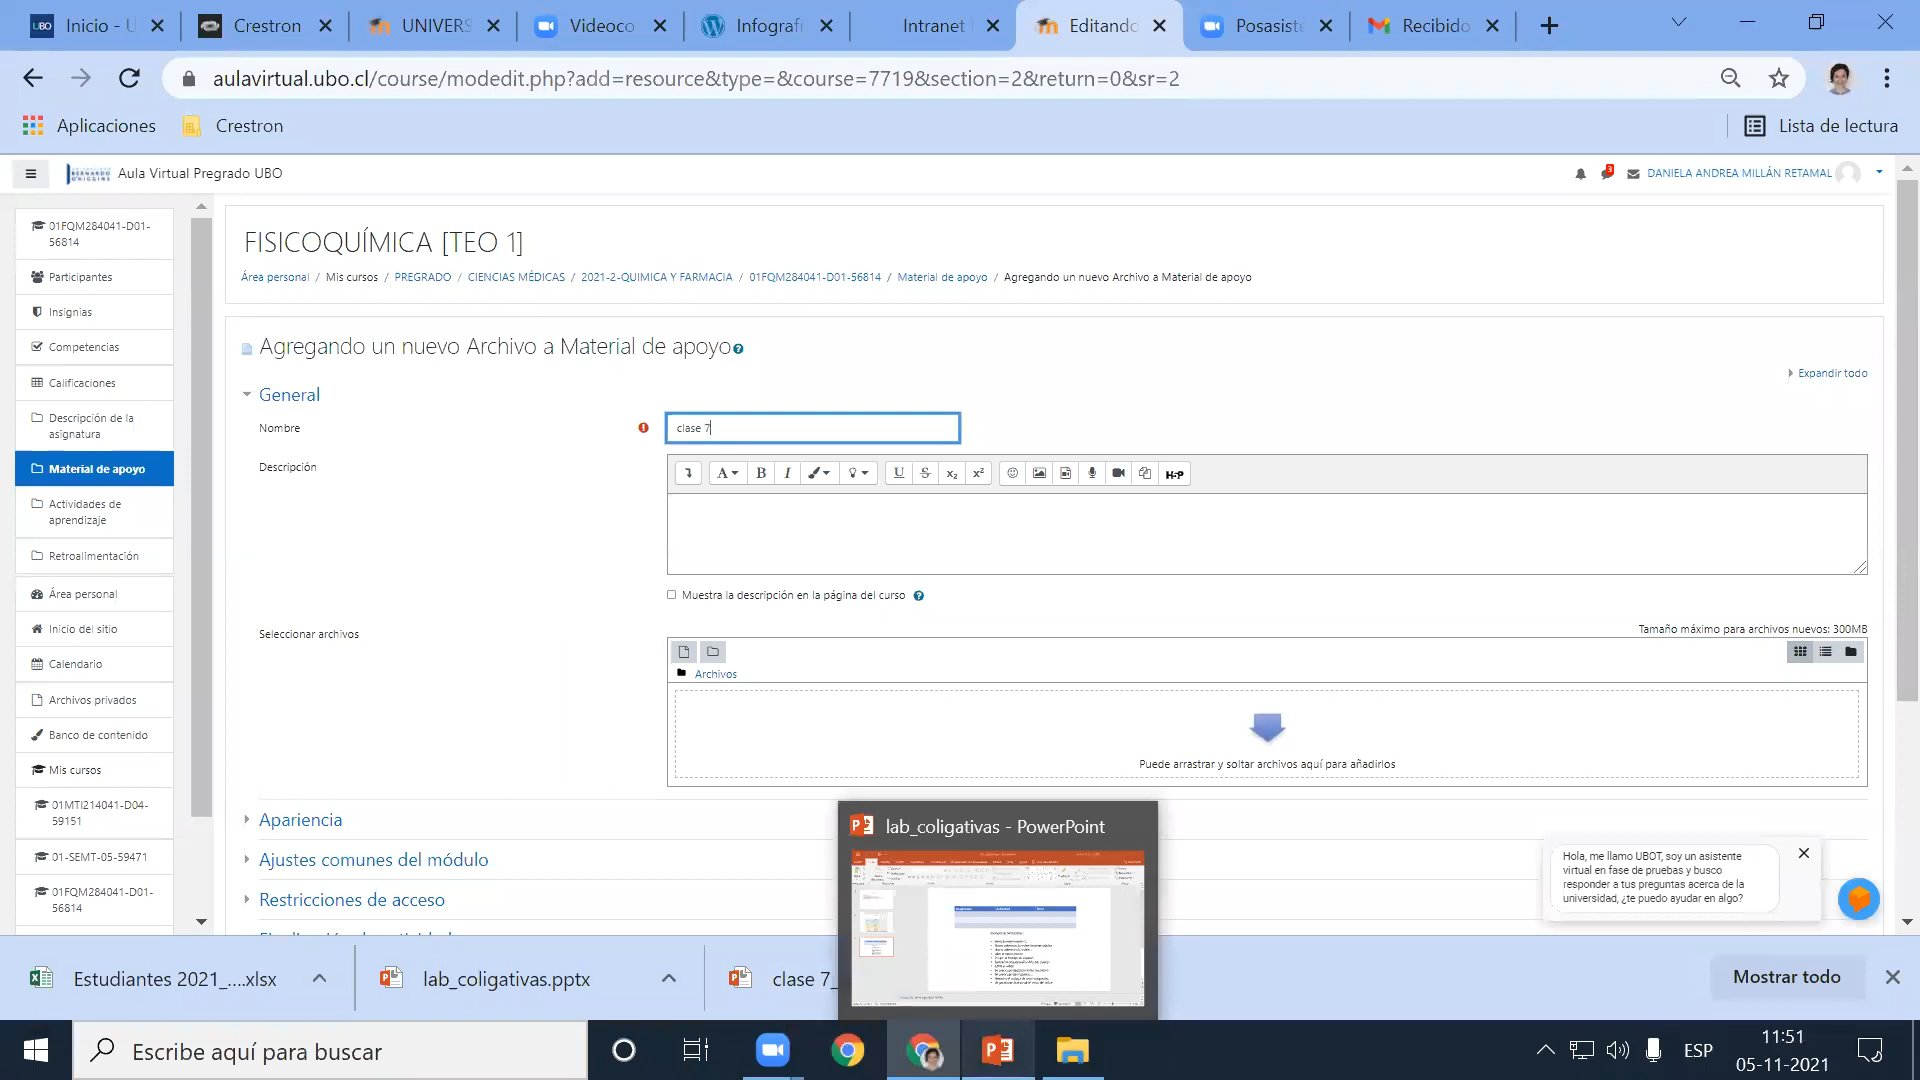 Inicio - U
Crestron
UNIVERS
Videoco
Infografi
Intranet
Editando
Posasiste
Recibido
aulavirtual.ubo.cl/course/modedit.php?add=resource&type=&course=7719&section=2&return=0&sr=2
Aplicaciones
Crestron
Lista de lectura
Aula Virtual Pregrado UBO
3
DANIELA ANDREA MILLÁN RETAMAL
01FQM284041-D01-
56814
Participantes
Insignias
Competencias
Calificaciones
Descripción de la
asignatura
Material de apoyo
Actividades de
aprendizaje
Retroalimentación
Área personal
Inicio del sitio
Calendario
Archivos privados
Banco de contenido
Mis cursos
01MTI214041-D04-
59151
01-SEMT-05-59471
01FQM284041-D01-
56814
FISICOQUÍMICA [TEO 1]
Área personal / Mis cursos / PREGRADO / CIENCIAS MÉDICAS / 2021-2-QUIMICA Y FARMACIA / 01FQM284041-D01-56814 / Material de apoyo / Agregando un nuevo Archivo a Material de apoyo
Agregando un nuevo Archivo a Material de apoyo
Expandir todo
General
Nombre
clase 7
Descripción
H-P
Muestra la descripción en la página del curso
Seleccionar archivos
Tamaño máximo para archivos nuevos: 300MB
Archivos
Puede arrastrar y soltar archivos aquí para añadirlos
Apariencia
Ajustes comunes del módulo
Restricciones de acceso
lab_coligativas - PowerPoint
Hola, me llamo UBOT, soy un asistente
virtual en fase de pruebas y busco
responder a tus preguntas acerca de la
universidad, ¿te puedo ayudar en algo?
Estudiantes 2021_....xlsx
lab_coligativas.pptx
clase 7_
Mostrar todo
Escribe aquí para buscar
ESP
11:51
05-11-2021